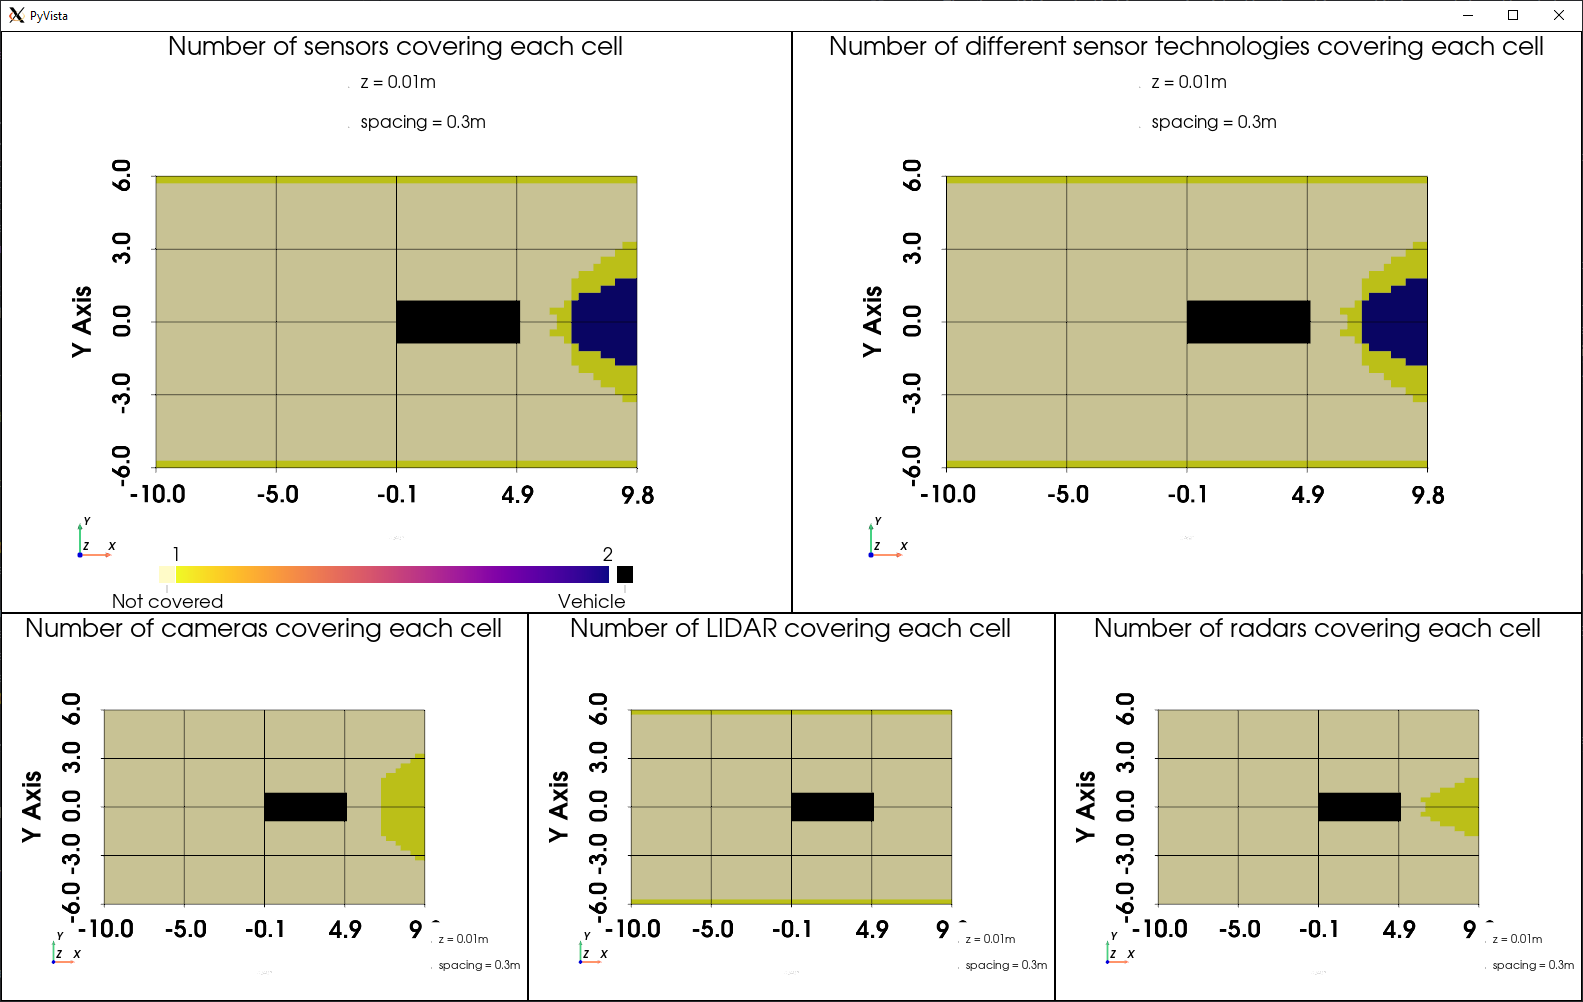 PyVista
Number of sensors covering each cell
z = 0.01m
spacing = 0.3m
6.0
3.0
0.0
-3.0
-6.0
Y Axis
-10.0 -5.0 -0.1 4.9 9.8
Y
Z X
1 2
Not covered Vehicle
Number of different sensor technologies covering each cell
z = 0.01m
spacing = 0.3m
6.0
3.0
0.0
-3.0
-6.0
Y Axis
-10.0 -5.0 -0.1 4.9 9.8
Y
Z X
Number of cameras covering each cell
6.0
3.0
0.0
-3.0
-6.0
Y Axis
-10.0 -5.0 -0.1 4.9 9
Y
Z X
z = 0.01m
spacing = 0.3m
Number of LIDAR covering each cell
6.0
3.0
0.0
-3.0
-6.0
Y Axis
-10.0 -5.0 -0.1 4.9 9
Y
Z X
z = 0.01m
spacing = 0.3m
Number of radars covering each cell
6.0
3.0
0.0
-3.0
-6.0
Y Axis
-10.0 -5.0 -0.1 4.9 9
Y
Z X
z = 0.01m
spacing = 0.3m